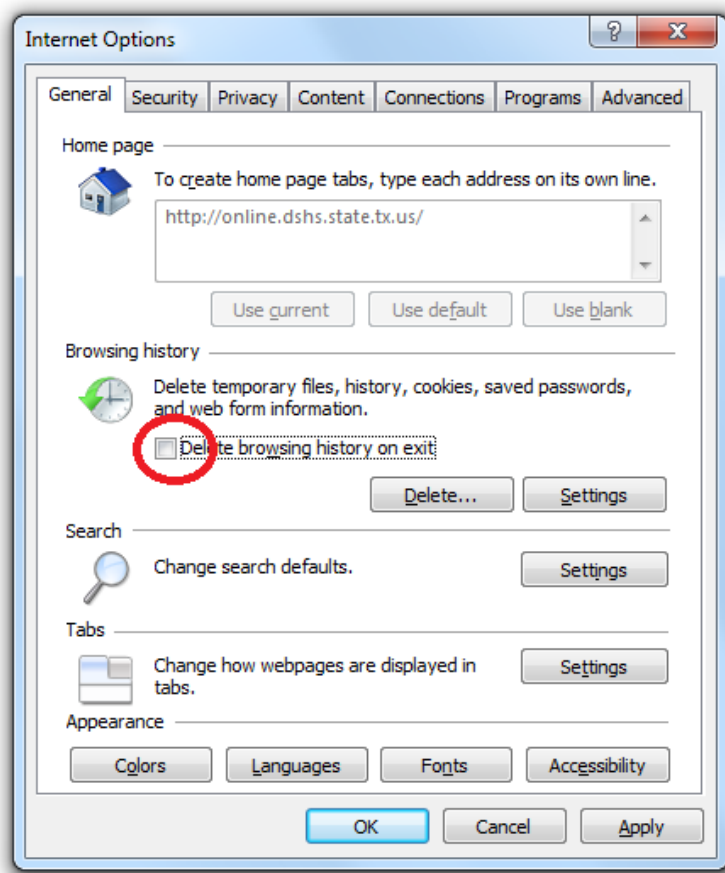 Internet Options
General Security Privacy Content Connections Programs Advanced
Home page
To create home page tabs, type each address on its own line.
http://online.dshs.state.tx.us/
Use current Use default Use blank
Browsing history
Delete temporary files, history, cookies, saved passwords,
and web form information.
Delete browsing history on exit
Delete... Settings
Search
Change search defaults.
Settings
Tabs
Change how webpages are displayed in
tabs.
Settings
Appearance
Colors Languages Fonts Accessibility
OK Cancel Apply